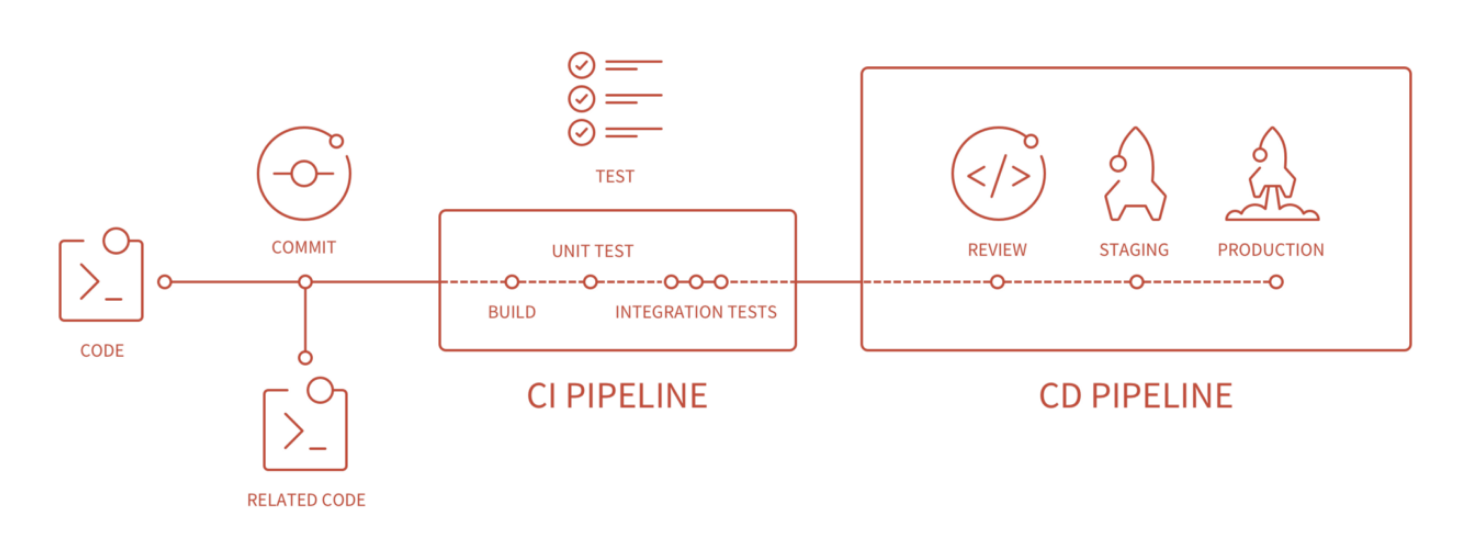 TEST
COMMIT
REVIEW
STAGING
PRODUCTION
UNIT TEST
BUILD
INTEGRATION TESTS
CODE
CI PIPELINE
CD PIPELINE
RELATED CODE